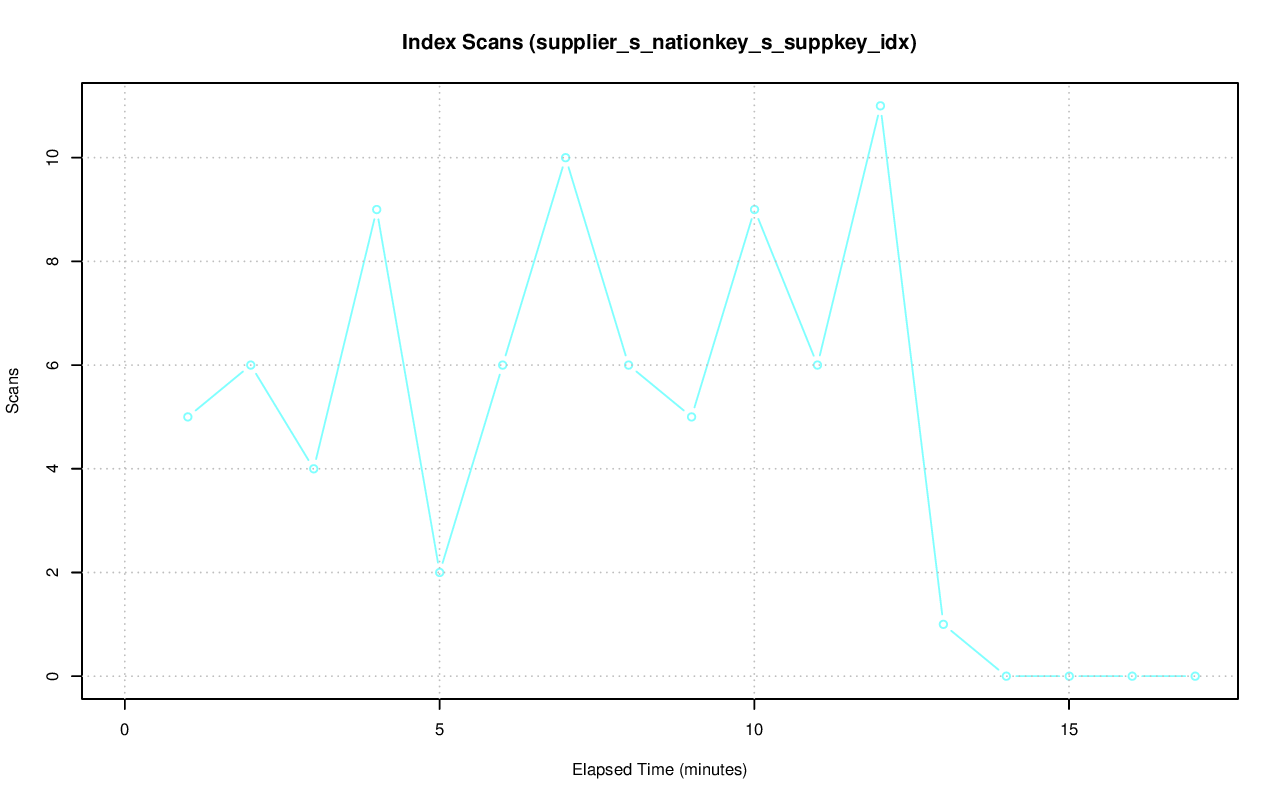 Index Scans (supplier_s_nationkey_s_suppkey_idx)
10
8
6
4
2
0
Scans
0 5 10 15
Elapsed Time (minutes)